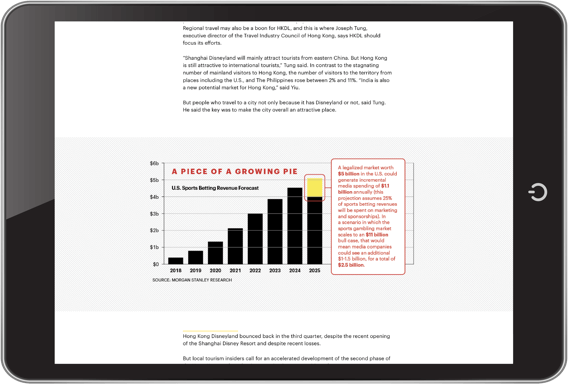 Regional travel may also be a boon for HKDL, and this is where Joseph Tung,
executive director of the Travel Industry Council of Hong Kong, says HKDL should
focus its efforts.
"Shanghai Disneyland will mainly attract tourists from eastern China. But Hong Kong
is still attractive to international tourists," Tung said. In contrast to the stagnating
number of mainland visitors to Hong Kong, the number of visitors to the territory from
places including the U.S., and The Philippines rose between 2% and 11%. "India is also
a new potential market for Hong Kong," said Yiu.
But people who travel to a city not only because it has Disneyland or not, said Tung.
He said the key was to make the city overall an attractive place.
A PIECE OF A GROWING PIE
U.S. Sports Betting Revenue Forecast
$6b
$5b
$4b
$3b
$2b
$1b
$0
2018 2019 2020 2021 2022 2023 2024 2025
A legalized market worth
$5 billion in the U.S. could
generate incremental
media spending of $1.1
billion annually (this
projection assumes 25%
of sports betting revenues
will be spent on marketing
and sponsorships). In
a scenario in which the
sports gambling market
scales to an $11 billion
bull case, that would
mean media companies
could see an additional
$1-1.5 billion, for a total of
$2.5 billion.
SOURCE: MORGAN STANLEY RESEARCH
Hong Kong Disneyland bounced back in the third quarter, despite the recent opening
of the Shanghai Disney Resort and despite recent losses.
But local tourism insiders call for an accelerated development of the second phase of